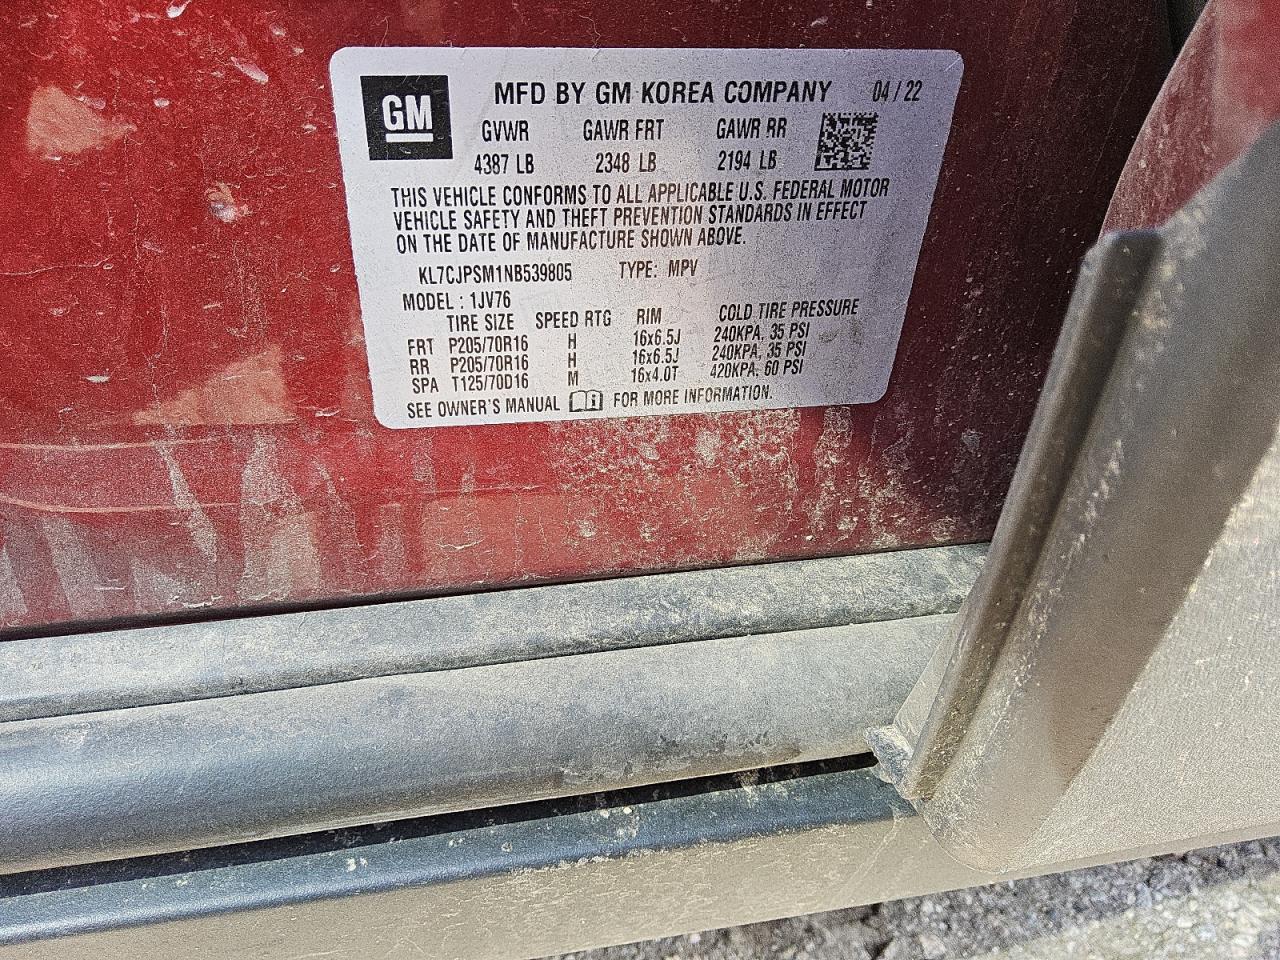 GM
MFD BY GM KOREA COMPANY 04 / 22
GVWR GAWR FRT GAWR RR
4387 LB 2348 LB 2194 LB
THIS VEHICLE CONFORMS TO ALL APPLICABLE U.S. FEDERAL MOTOR
VEHICLE SAFETY AND THEFT PREVENTION STANDARDS IN EFFECT
ON THE DATE OF MANUFACTURE SHOWN ABOVE.
KL7CJPSM1NB539805 TYPE: MPV
MODEL : 1JV76
TIRE SIZE SPEED RTG RIM COLD TIRE PRESSURE
FRT P205/70R16 H 16x6.5J 240KPA, 35 PSI
RR P205/70R16 H 16x6.5J 240KPA, 35 PSI
SPA T125/70D16 M 16x4.0T 420KPA, 60 PSI
SEE OWNER'S MANUAL FOR MORE INFORMATION.